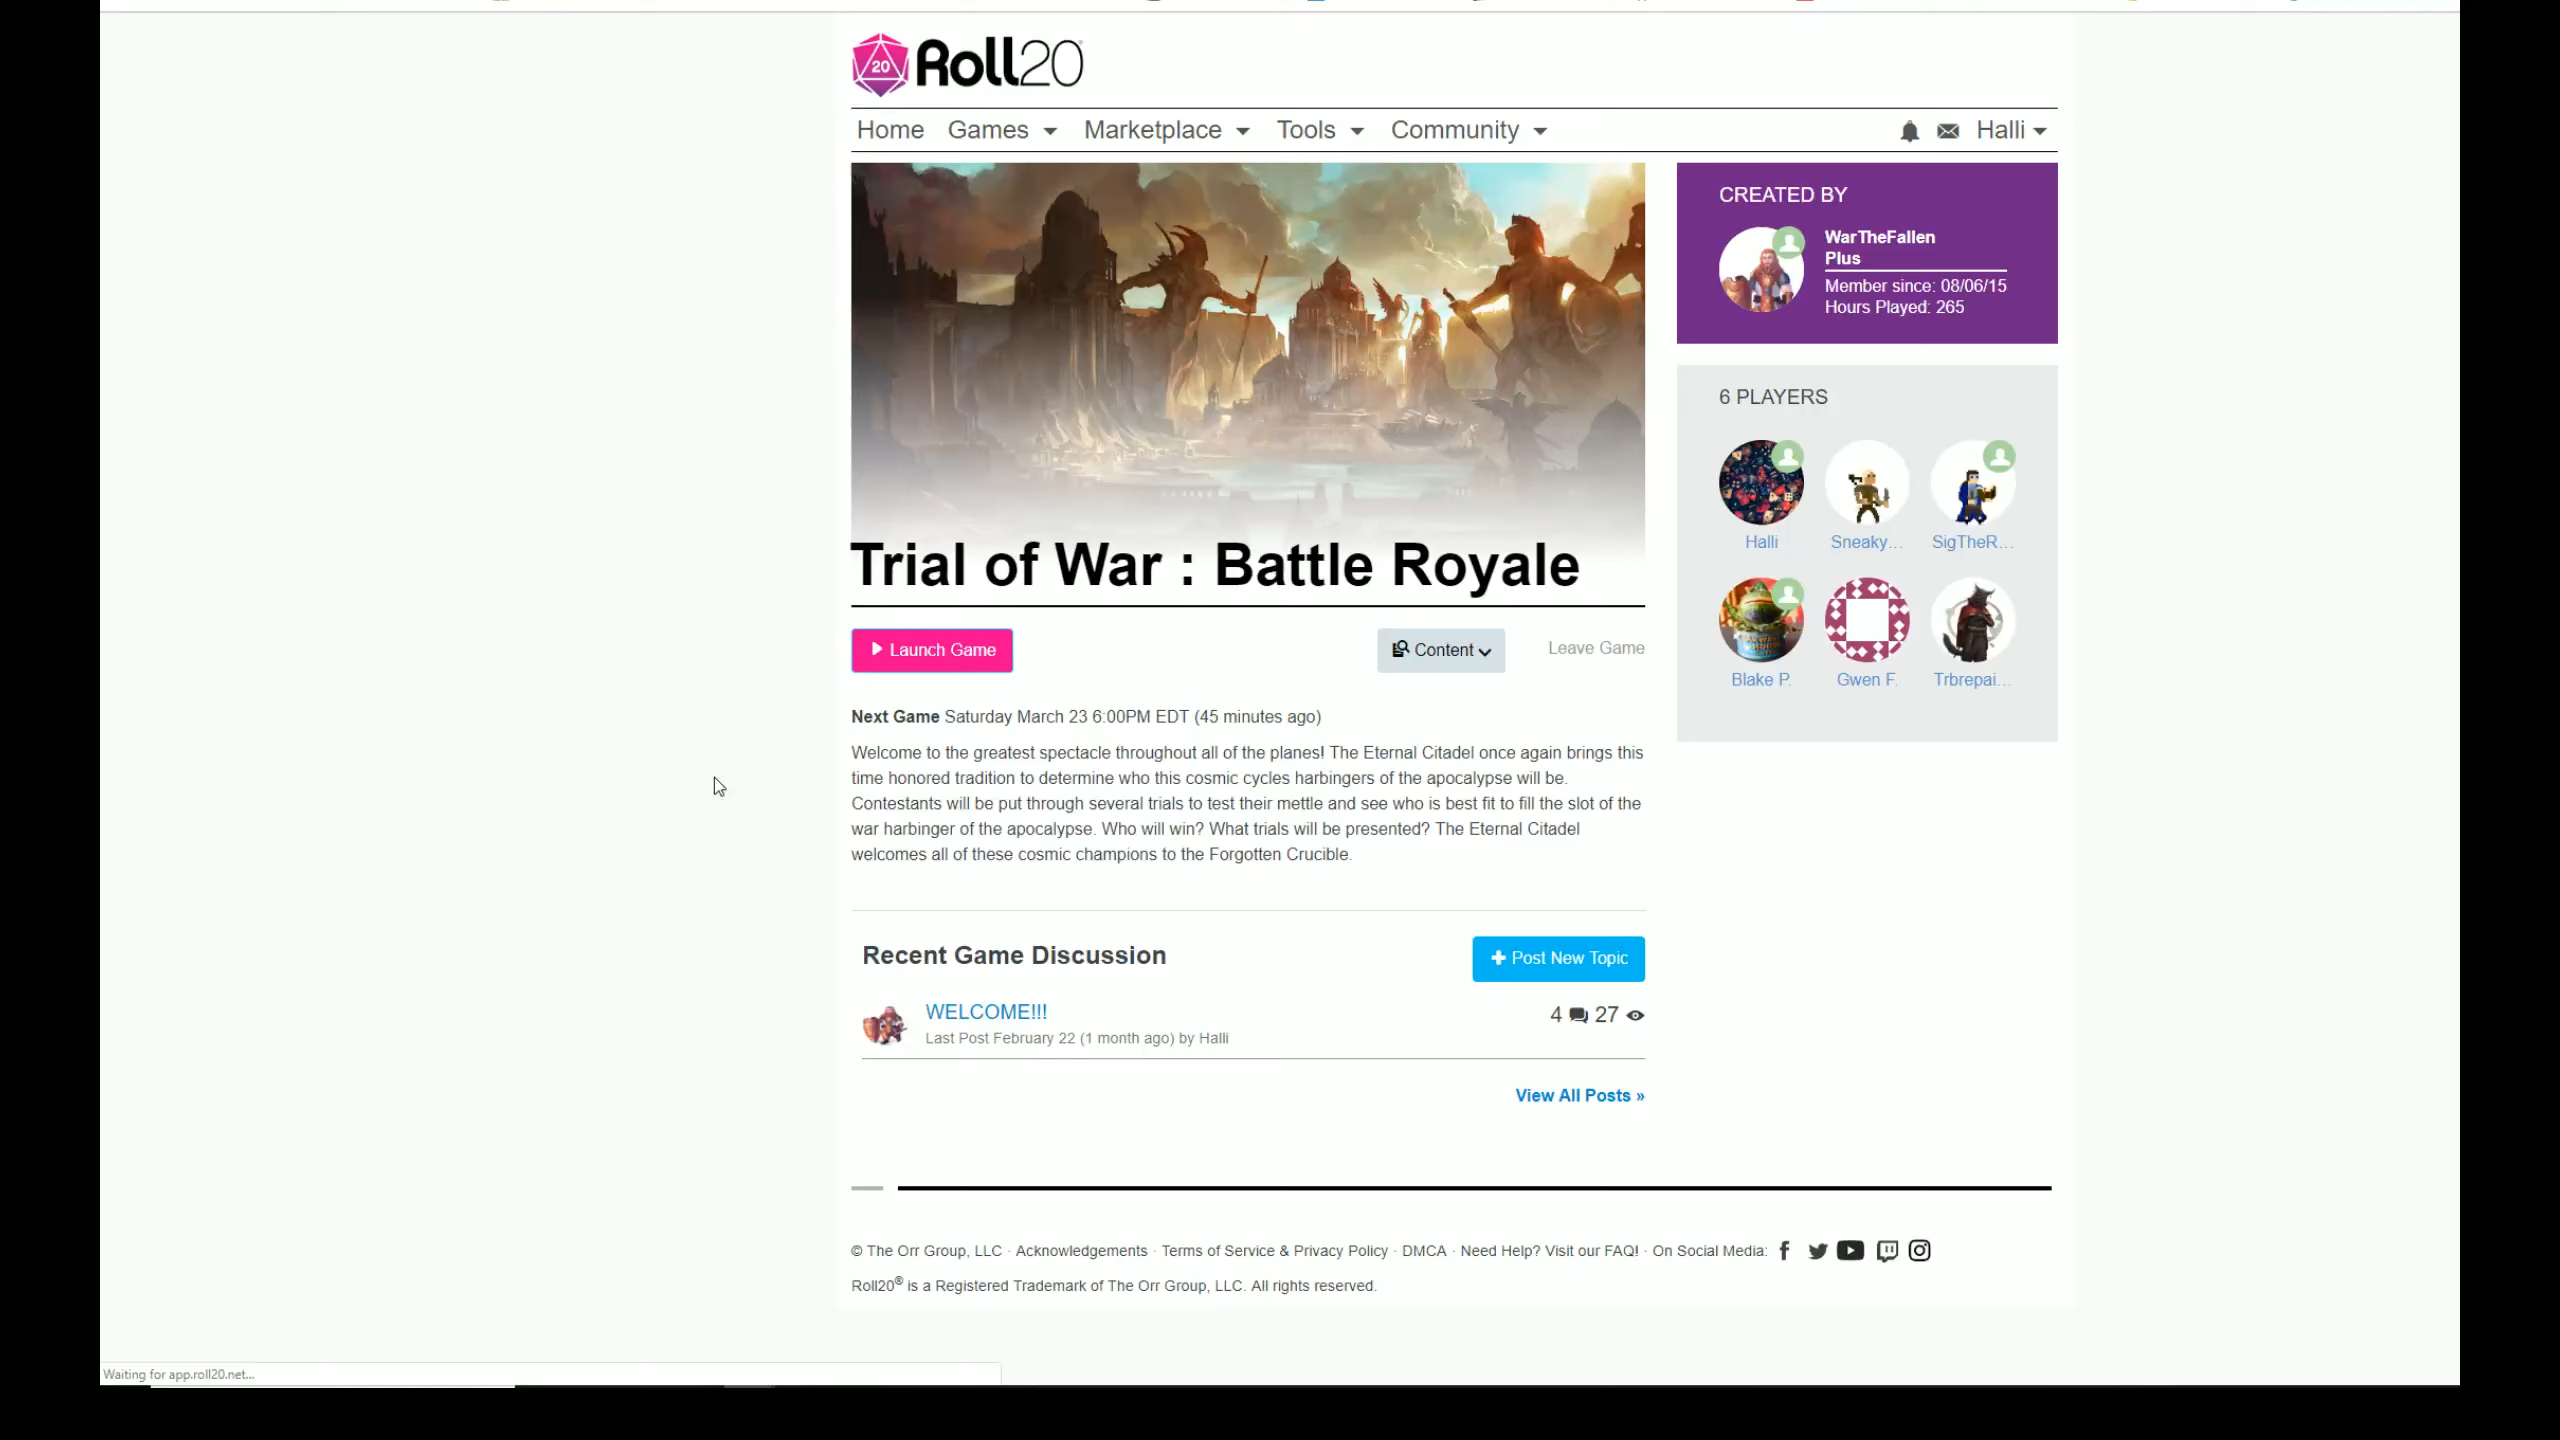 20 Roll20
Home Games Marketplace Tools Community Halli
CREATED BY
WarTheFallen
Plus
Member since: 08/06/15
Hours Played: 265
6 PLAYERS
Halli Sneaky... SigTheR...
Blake P. Gwen F. Trbrepai...
Trial of War : Battle Royale
Launch Game Content Leave Game
Next Game Saturday March 23 6:00PM EDT (45 minutes ago)
Welcome to the greatest spectacle throughout all of the planes! The Eternal Citadel once again brings this
time honored tradition to determine who this cosmic cycles harbingers of the apocalypse will be.
Contestants will be put through several trials to test their mettle and see who is best fit to fill the slot of the
war harbinger of the apocalypse. Who will win? What trials will be presented? The Eternal Citadel
welcomes all of these cosmic champions to the Forgotten Crucible.
Recent Game Discussion
Post New Topic
WELCOME!!!
4 27
Last Post February 22 (1 month ago) by Halli
View All Posts »
© The Orr Group, LLC · Acknowledgements · Terms of Service & Privacy Policy · DMCA · Need Help? Visit our FAQ! · On Social Media:
Roll20® is a Registered Trademark of The Orr Group, LLC. All rights reserved.
Waiting for app.roll20.net...